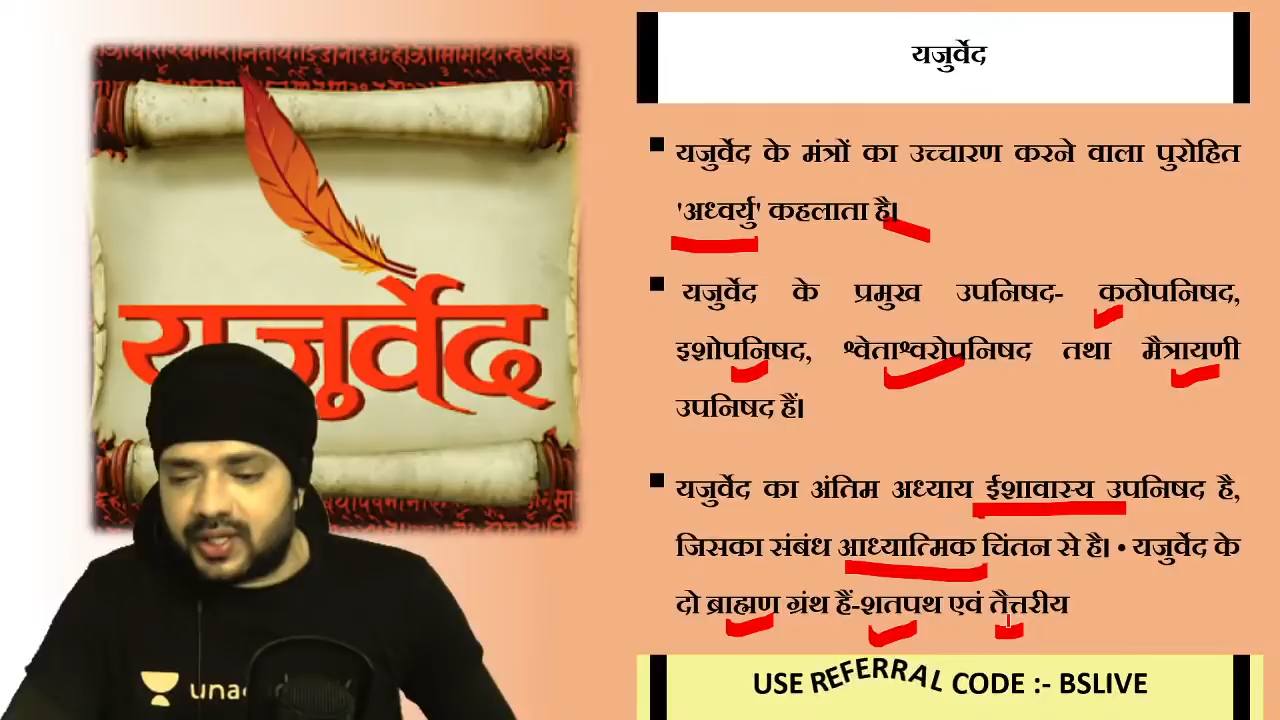 यजुर्वेद
यजुर्वेद के मंत्रों का उच्चारण करने वाला पुरोहित
'अध्वर्यु' कहलाता है।
यजुर्वेद के प्रमुख उपनिषद- कठोपनिषद,
इशोपनिषद, श्वेताश्वरोपनिषद तथा मैत्रायणी
उपनिषद हैं।
यजुर्वेद का अंतिम अध्याय ईशावास्य उपनिषद है,
जिसका संबंध आध्यात्मिक चिंतन से है। • यजुर्वेद के
दो ब्राह्मण ग्रंथ हैं-शतपथ एवं तैत्तरीय
USE REFERRAL CODE :- BSLIVE
यजुर्वेद